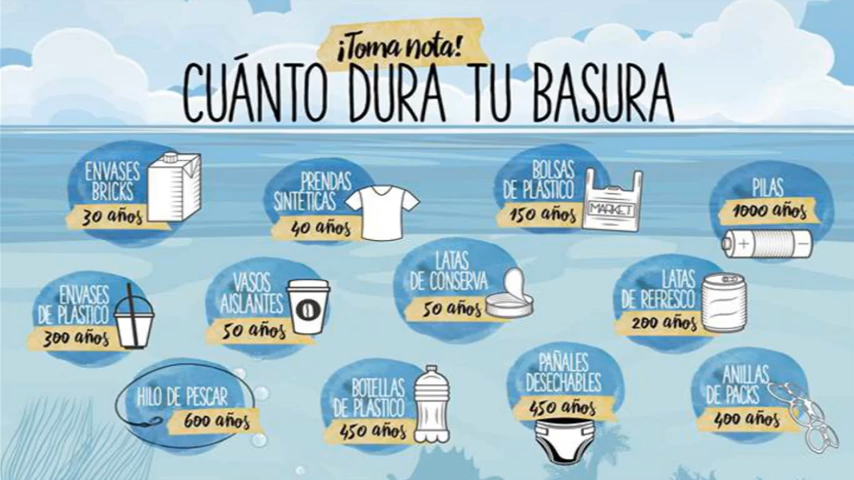 ¡Toma nota!
CUÁNTO DURA TU BASURA
ENVASES
BRICKS
30 años
PRENDAS
SINTÉTICAS
40 años
BOLSAS
DE PLÁSTICO
150 años
MARKET
PILAS
1000 años
+ -
ENVASES
DE PLÁSTICO
300 años
VASOS
AISLANTES
50 años
LATAS
DE CONSERVA
50 años
LATAS
DE REFRESCO
200 años
HILO DE PESCAR
600 años
BOTELLAS
DE PLÁSTICO
450 años
PAÑALES
DESECHABLES
450 años
ANILLAS
DE PACKS
400 años